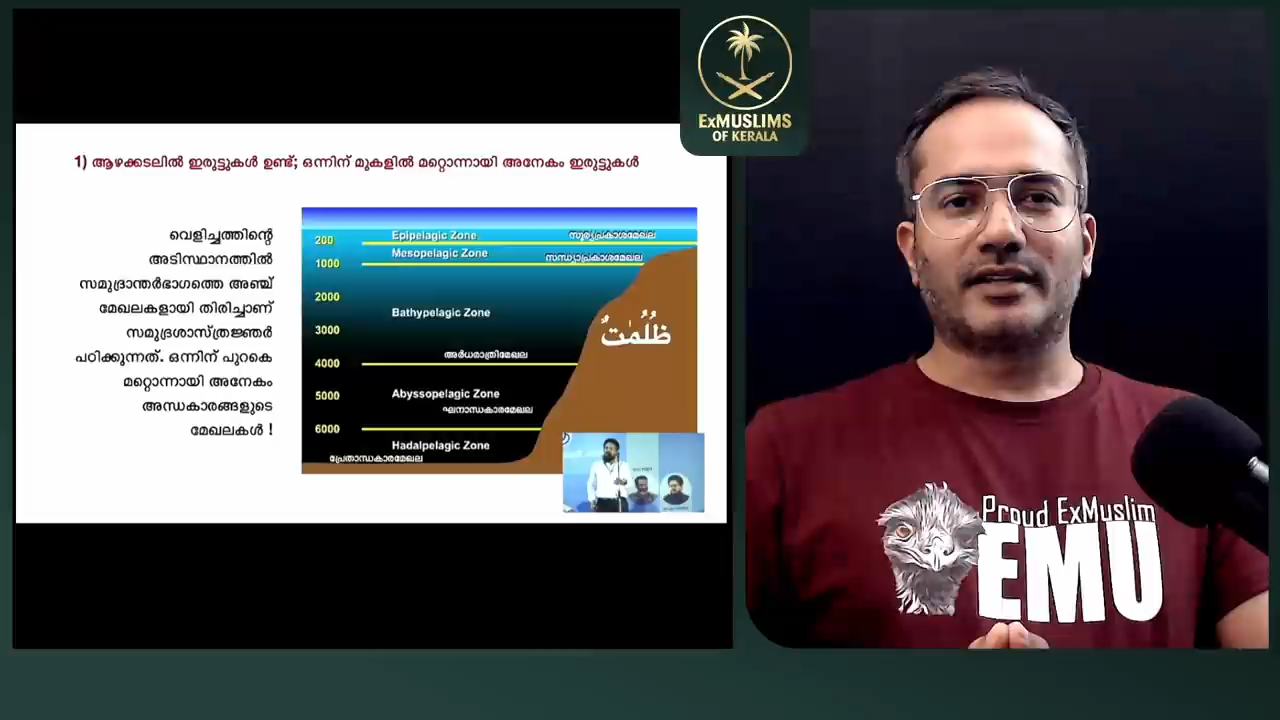 ExMUSLIMS
OF KERALA
1) ആഴക്കടലിൽ ഇരുട്ടുകൾ ഉണ്ട്; ഒന്നിന് മുകളിൽ മറ്റൊന്നായി അനേകം ഇരുട്ടുകൾ
വെളിച്ചത്തിന്റെ
അടിസ്ഥാനത്തിൽ
സമുദ്രാന്തർഭാഗത്തെ അഞ്ച്
മേഖലകളായി തിരിച്ചാണ്
സമുദ്രശാസ്ത്രജ്ഞർ
പഠിക്കുന്നത്. ഒന്നിന് പുറകെ
മറ്റൊന്നായി അനേകം
അന്ധകാരങ്ങളുടെ
മേഖലകൾ !
200 Epipelagic Zone സൂര്യപ്രകാശമേഖല
Mesopelagic Zone സന്ധ്യാപ്രകാശമേഖല
1000
2000
Bathypelagic Zone
3000
ظُلُمَٰتٌ
അർധരാത്രിമേഖല
4000
5000 Abyssopelagic Zone
ഘനാന്ധകാരമേഖല
6000
Hadalpelagic Zone
പ്രേതാന്ധകാരമേഖല
Proud ExMuslim
EMU